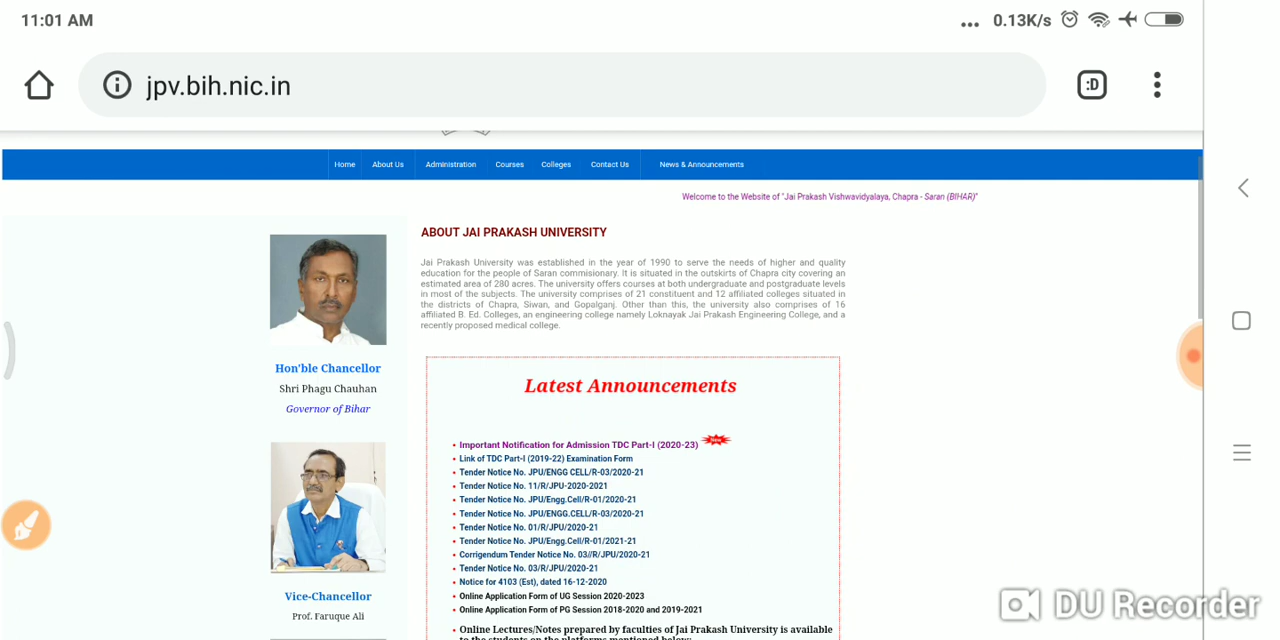 11:01 AM
... 0.13K/s
:D
jpv.bih.nic.in
Home About Us Administration Courses Colleges Contact Us News & Announcements
Welcome to the Website of "Jai Prakash Vishwavidyalaya, Chapra - Saran (BIHAR)"
ABOUT JAI PRAKASH UNIVERSITY
Jai Prakash University was established in the year of 1990 to serve the needs of higher and quality
education for the people of Saran commisionary. It is situated in the outskirts of Chapra city covering an
estimated area of 280 acres. The university offers courses at both undergraduate and postgraduate levels
in most of the subjects. The university comprises of 21 constituent and 12 affiliated colleges situated in
the districts of Chapra, Siwan, and Gopalganj. Other than this, the university also comprises of 16
affiliated B. Ed. Colleges, an engineering college namely Loknayak Jai Prakash Engineering College, and a
recently proposed medical college.
Hon'ble Chancellor
Shri Phagu Chauhan
Governor of Bihar
Vice-Chancellor
Prof. Faruque Ali
Latest Announcements
• Important Notification for Admission TDC Part-I (2020-23) New
• Link of TDC Part-I (2019-22) Examination Form
• Tender Notice No. JPU/ENGG CELL/R-03/2020-21
• Tender Notice No. 11/R/JPU-2020-2021
• Tender Notice No. JPU/Engg.Cell/R-01/2020-21
• Tender Notice No. JPU/ENGG.CELL/R-03/2020-21
• Tender Notice No. 01/R/JPU/2020-21
• Tender Notice No. JPU/Engg.Cell/R-01/2021-21
• Corrigendum Tender Notice No. 03//R/JPU/2020-21
• Tender Notice No. 03/R/JPU/2020-21
• Notice for 4103 (Est), dated 16-12-2020
• Online Application Form of UG Session 2020-2023
• Online Application Form of PG Session 2018-2020 and 2019-2021
• Online Lectures/Notes prepared by faculties of Jai Prakash University is available
to the students on the platforms mentioned below:
DU Recorder